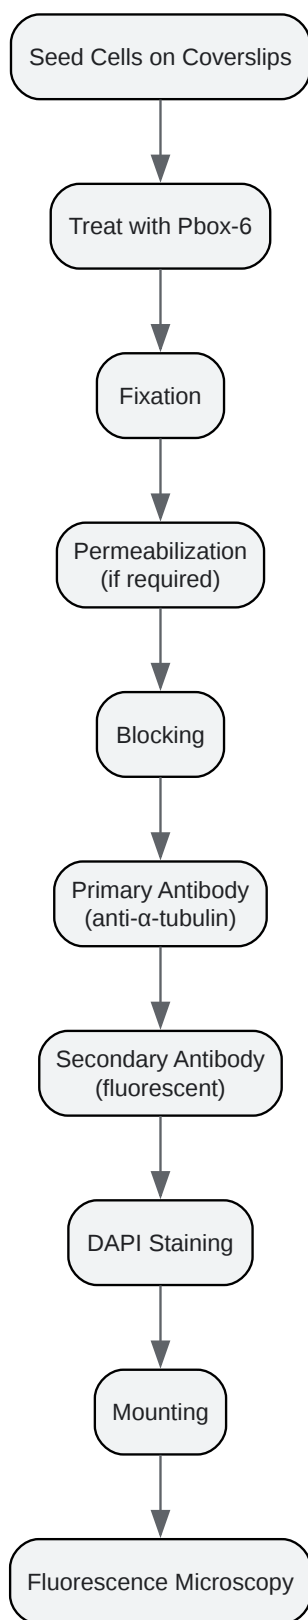 Seed Cells on Coverslips
Treat with Pbox-6
Fixation
Permeabilization
(if required)
Blocking
Primary Antibody
(anti-α-tubulin)
Secondary Antibody
(fluorescent)
DAPI Staining
Mounting
Fluorescence Microscopy